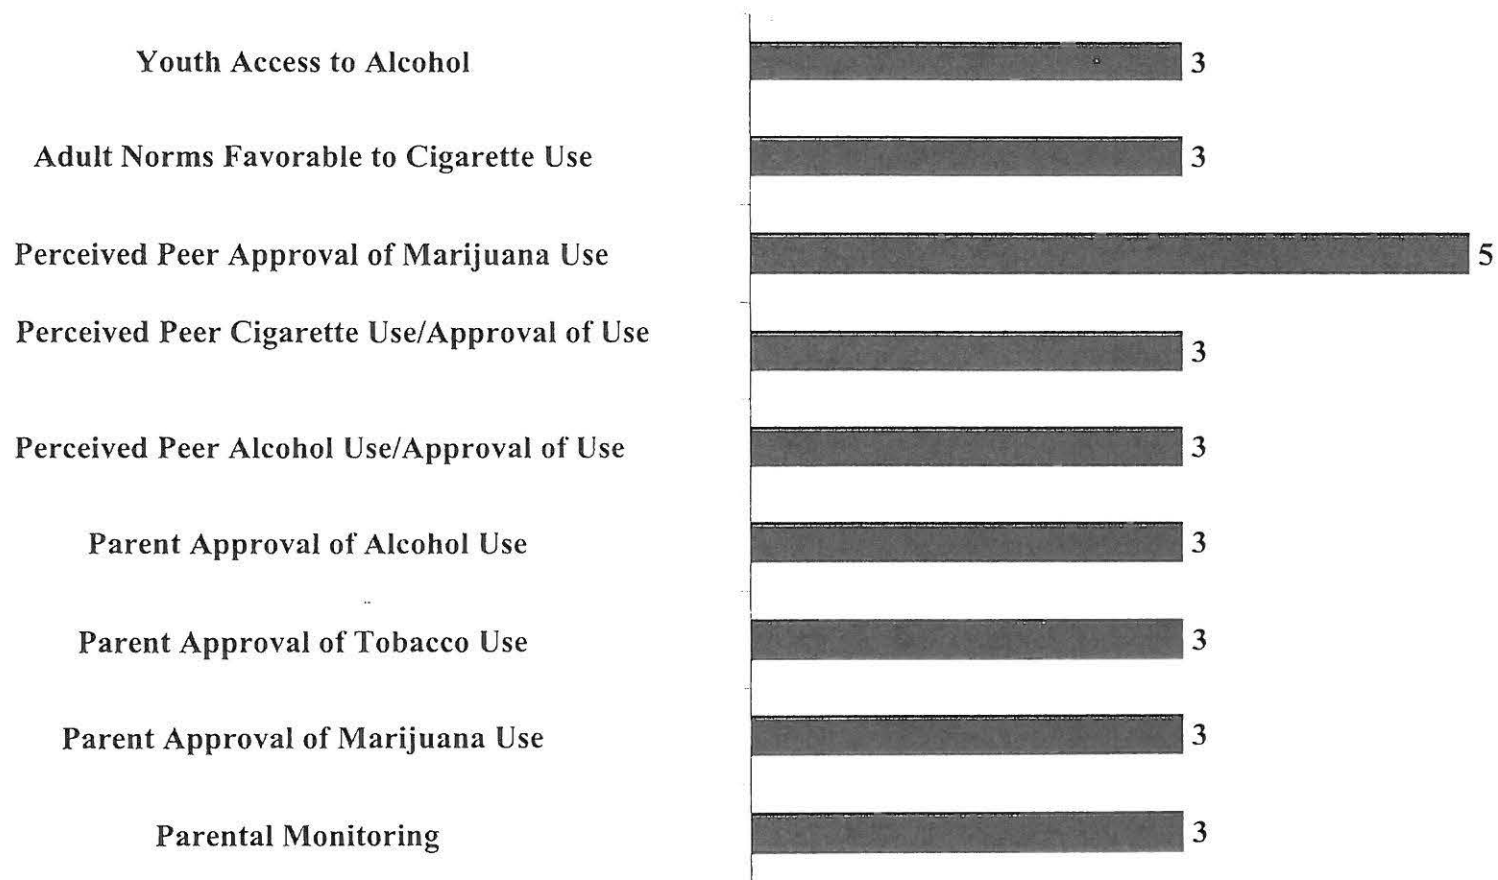 Youth Access to Alcohol 3
Adult Norms Favorable to Cigarette Use 3
Perceived Peer Approval of Marijuana Use 5
Perceived Peer Cigarette Use/Approval of Use 3
Perceived Peer Alcohol Use/Approval of Use 3
Parent Approval of Alcohol Use 3
Parent Approval of Tobacco Use 3
Parent Approval of Marijuana Use 3
Parental Monitoring 3